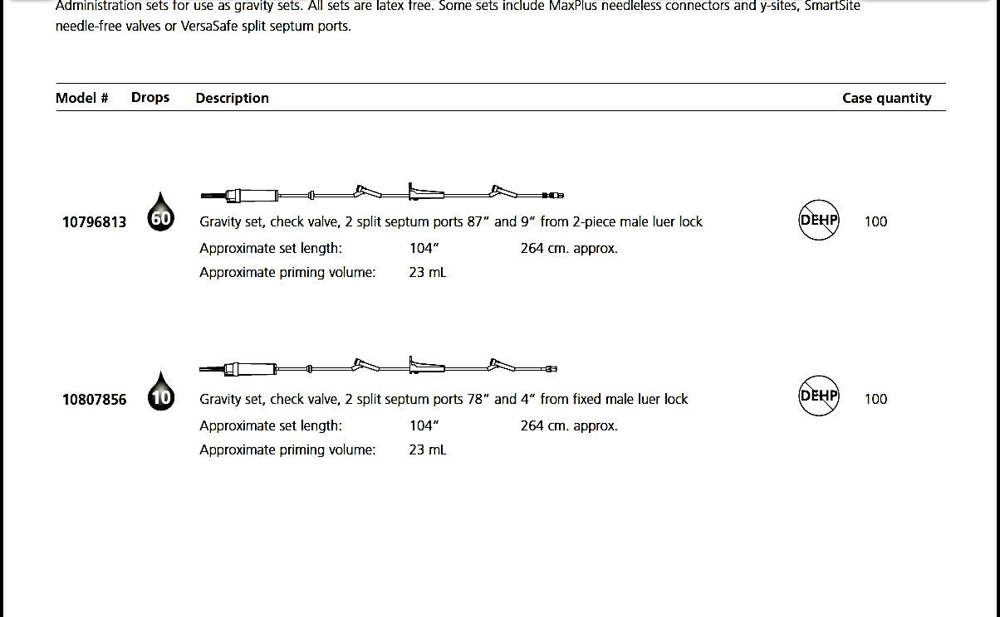 Administration sets for use as gravity sets. All sets are latex free. Some sets include MaxPlus needleless connectors and y-sites, SmartSite
needle-free valves or VersaSafe split septum ports.
Model # Drops Description Case quantity
10796813 60 Gravity set, check valve, 2 split septum ports 87” and 9” from 2-piece male luer lock DEHP 100
Approximate set length: 104” 264 cm. approx.
Approximate priming volume: 23 mL
10807856 10 Gravity set, check valve, 2 split septum ports 78” and 4” from fixed male luer lock DEHP 100
Approximate set length: 104” 264 cm. approx.
Approximate priming volume: 23 mL